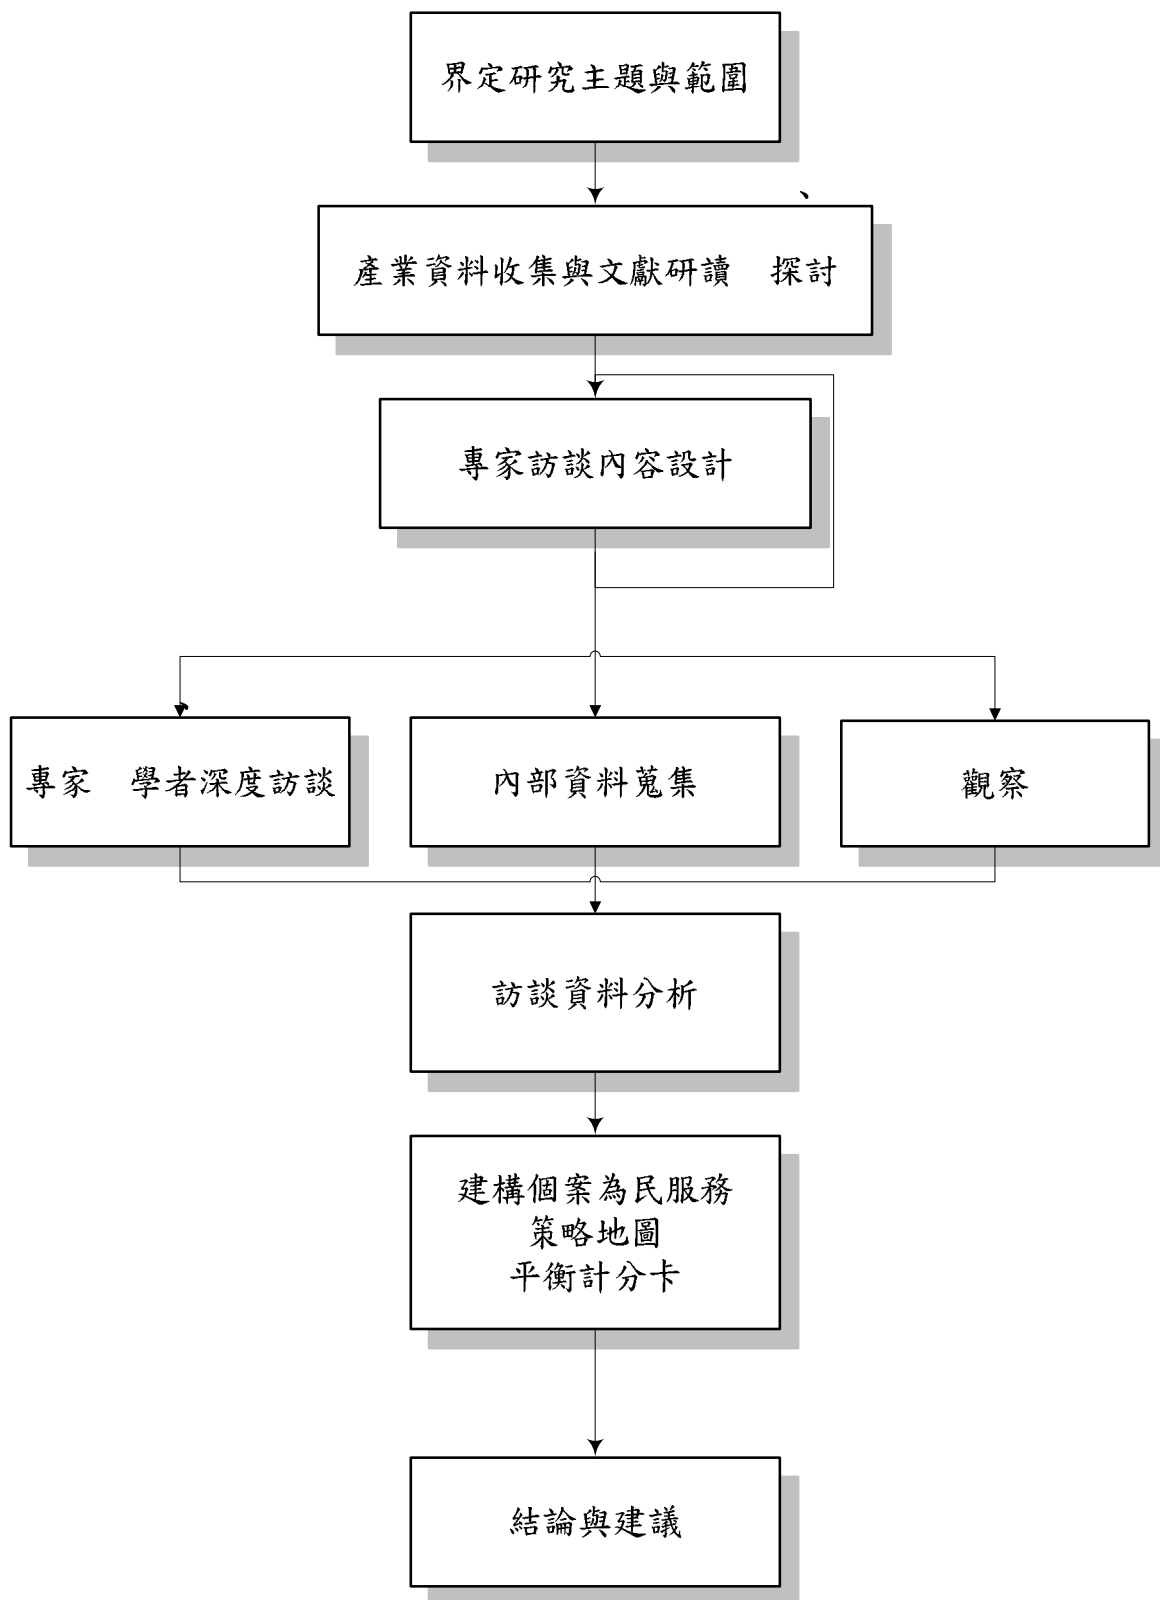 界定研究主題與範圍
產業資料收集與文獻研讀、探討
專家訪談內容設計
專家、學者深度訪談
內部資料蒐集
觀察
訪談資料分析
建構個案為民服務
策略地圖
平衡計分卡
結論與建議